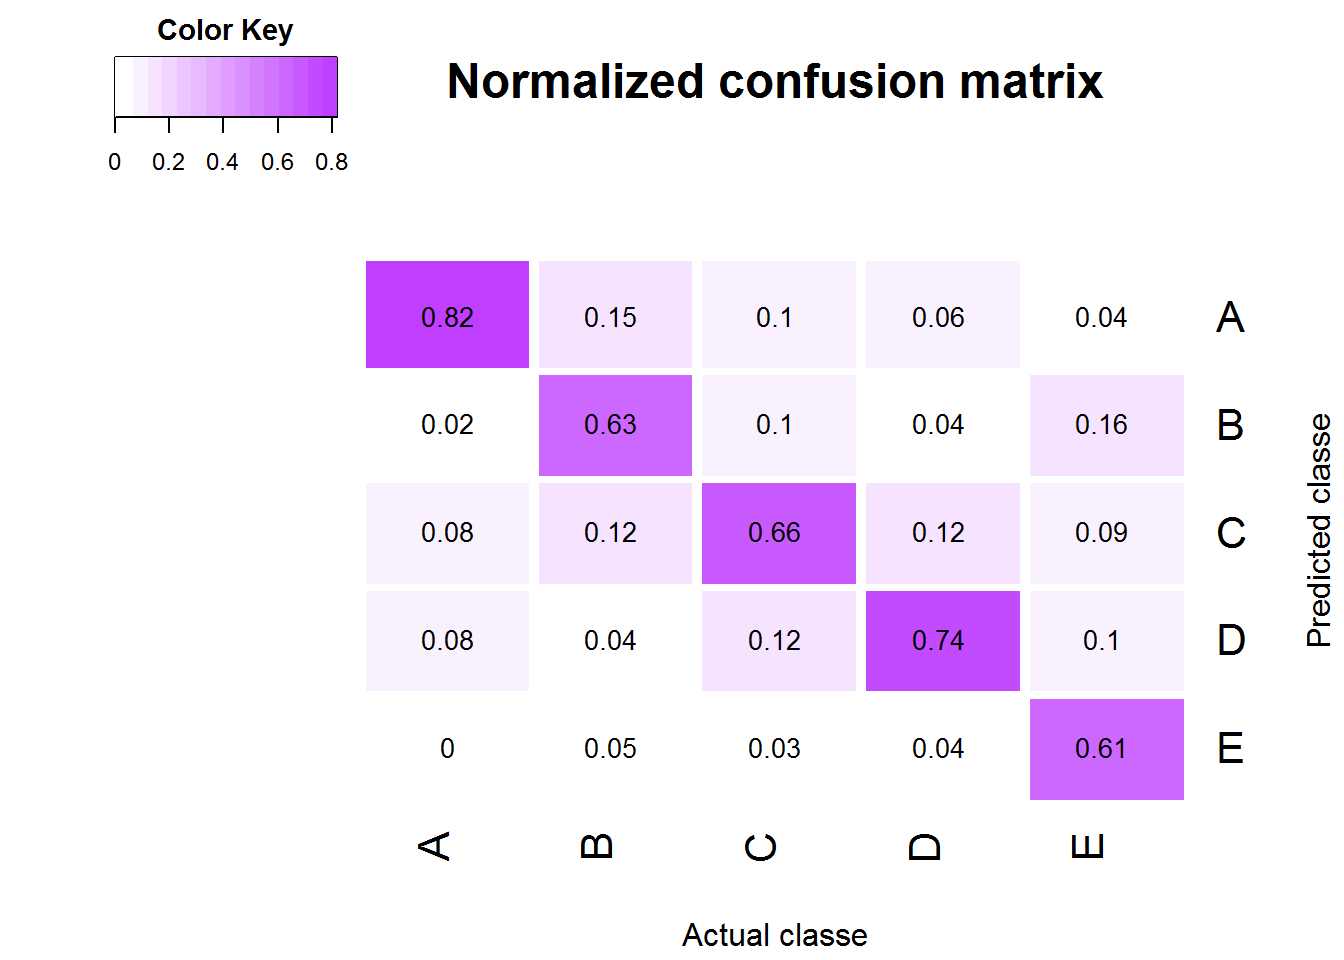 Color Key
Normalized confusion matrix
0 0.2 0.4 0.6 0.8
0.82 0.15 0.1 0.06 0.04 A
0.02 0.63 0.1 0.04 0.16 B
0.08 0.12 0.66 0.12 0.09 C
0.08 0.04 0.12 0.74 0.1 D
0 0.05 0.03 0.04 0.61 E
Predicted classe
A B C D E
Actual classe